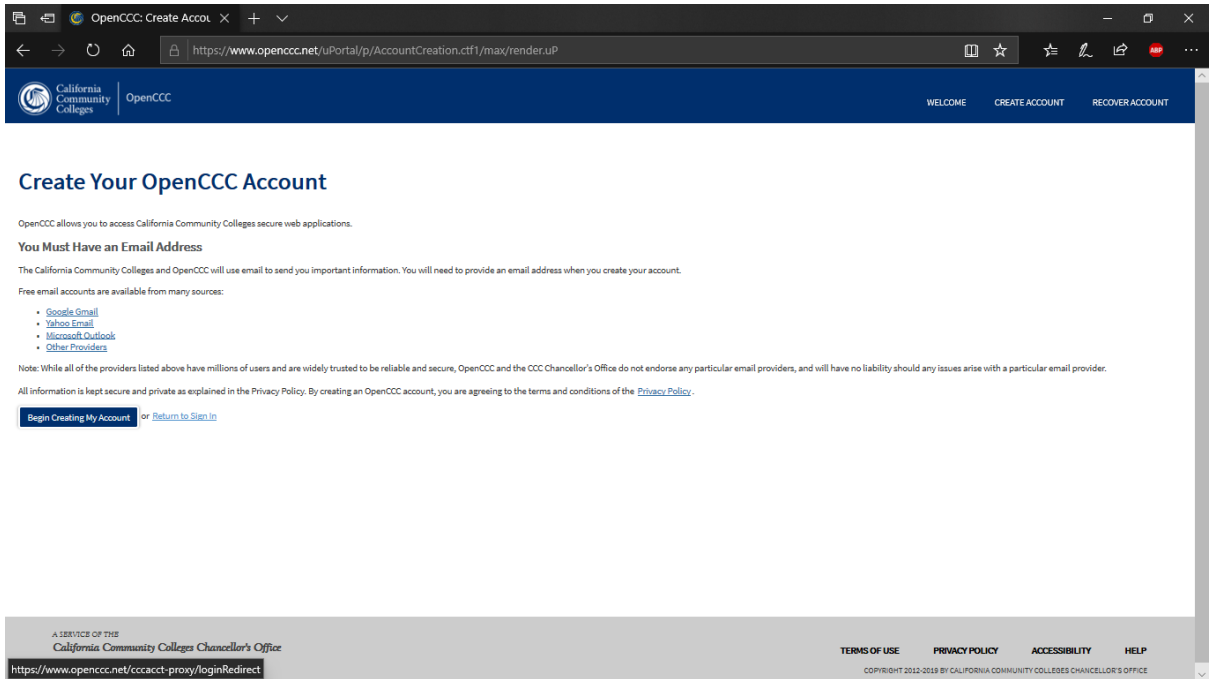 OpenCCC: Create Accou
https://www.openccc.net/uPortal/p/AccountCreation.ctf1/max/render.uP
ABP
California
Community
Colleges
OpenCCC
WELCOME CREATE ACCOUNT RECOVER ACCOUNT
Create Your OpenCCC Account
OpenCCC allows you to access California Community Colleges secure web applications.
You Must Have an Email Address
The California Community Colleges and OpenCCC will use email to send you important information. You will need to provide an email address when you create your account.
Free email accounts are available from many sources:
Google Gmail
Yahoo Email
Microsoft Outlook
Other Providers
Note: While all of the providers listed above have millions of users and are widely trusted to be reliable and secure, OpenCCC and the CCC Chancellor's Office do not endorse any particular email providers, and will have no liability should any issues arise with a particular email provider.
All information is kept secure and private as explained in the Privacy Policy. By creating an OpenCCC account, you are agreeing to the terms and conditions of the Privacy Policy.
Begin Creating My Account or Return to Sign In
A SERVICE OF THE
California Community Colleges Chancellor's Office
TERMS OF USE PRIVACY POLICY ACCESSIBILITY HELP
https://www.openccc.net/cccacct-proxy/loginRedirect
COPYRIGHT 2012-2019 BY CALIFORNIA COMMUNITY COLLEGES CHANCELLOR'S OFFICE